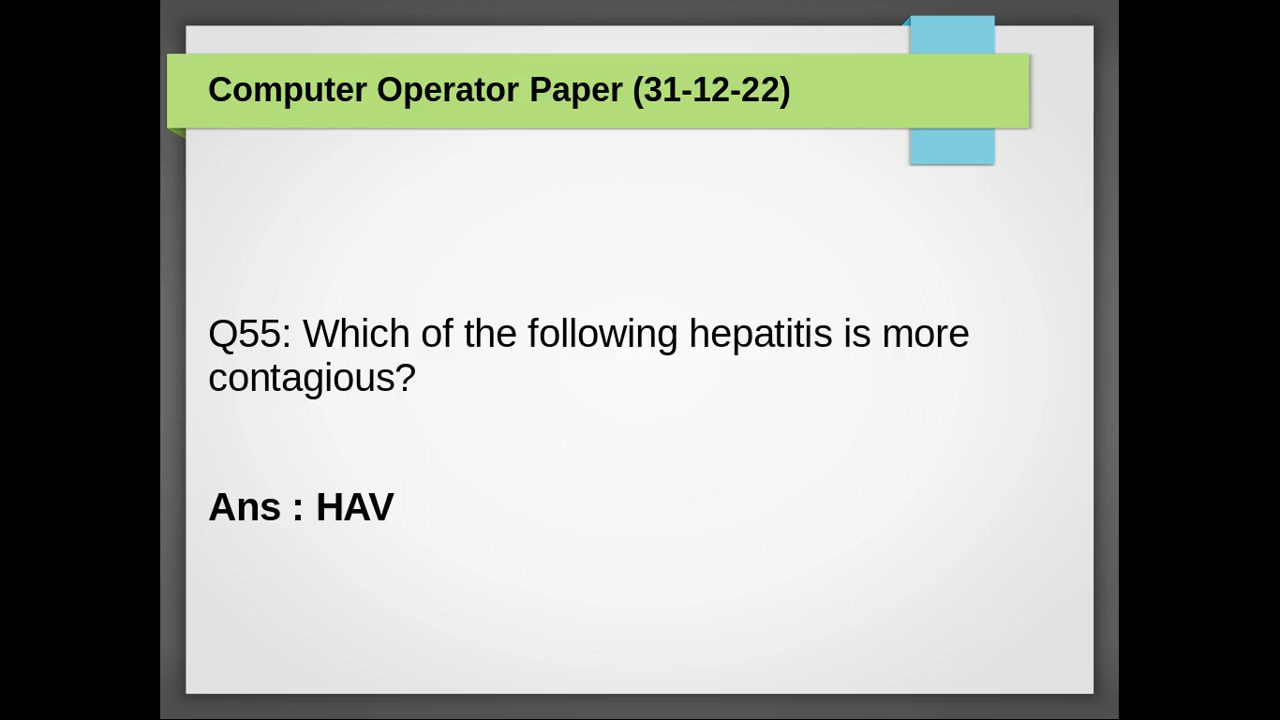 Computer Operator Paper (31-12-22)
Q55: Which of the following hepatitis is more
contagious?
Ans : HAV